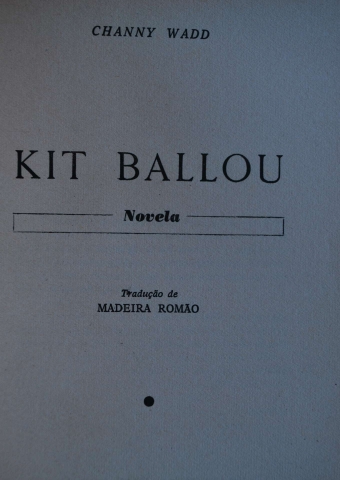 CHANNY WADD
KIT BALLOU
Novela
Tradução de
MADEIRA ROMÃO